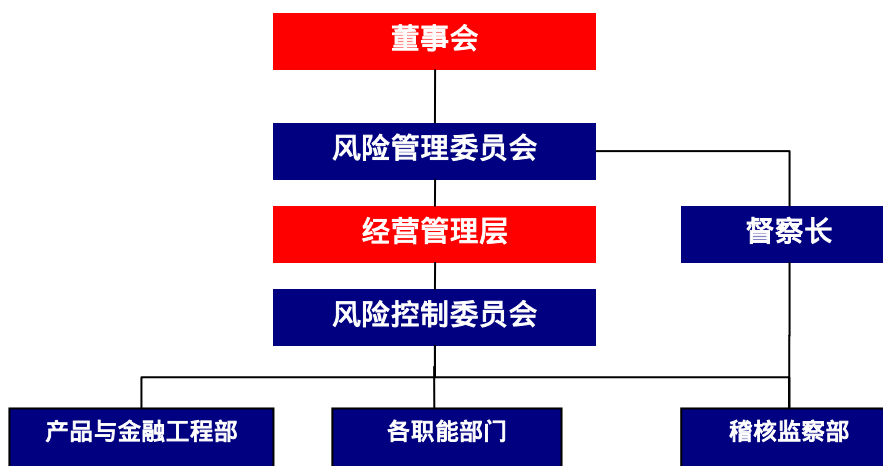 董事会
风险管理委员会
经营管理层
督察长
风险控制委员会
产品与金融工程部
各职能部门
稽核监察部